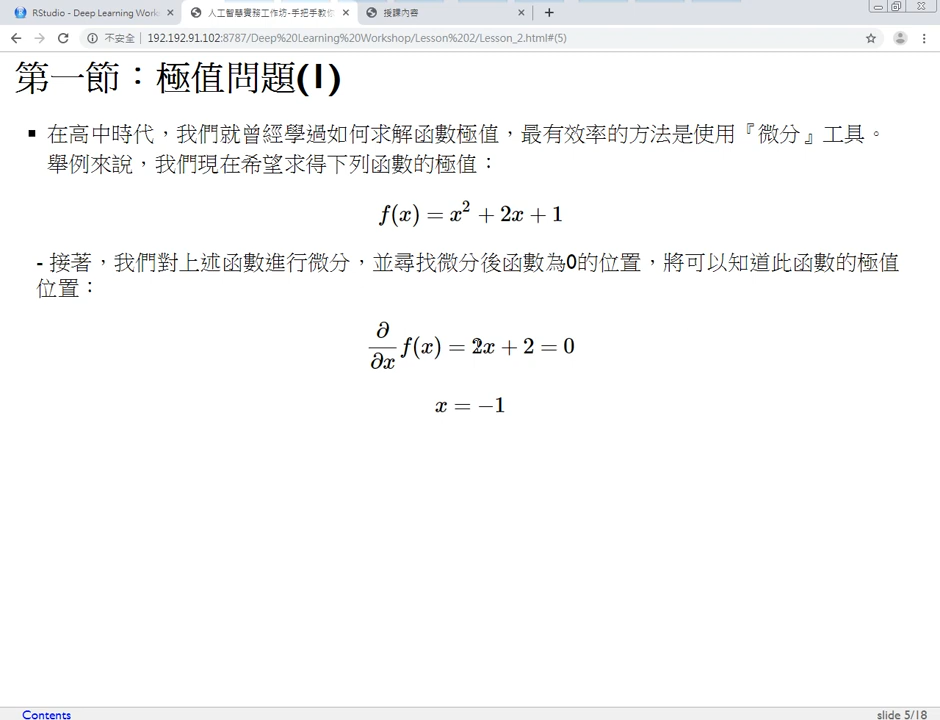 RStudio - Deep Learning Work
人工智慧實務工作坊-手把手教你
授課內容
不安全
192.192.91.102:8787/Deep%20Learning%20Workshop/Lesson%202/Lesson_2.html#(5)
第一節：極值問題(1)
在高中時代，我們就曾經學過如何求解函數極值，最有效率的方法是使用『微分』工具。
舉例來說，我們現在希望求得下列函數的極值：
f(x) = x² + 2x + 1
- 接著，我們對上述函數進行微分，並尋找微分後函數為0的位置，將可以知道此函數的極值
位置：
∂/∂x f(x) = 2x + 2 = 0
x = −1
Contents
slide 5/18